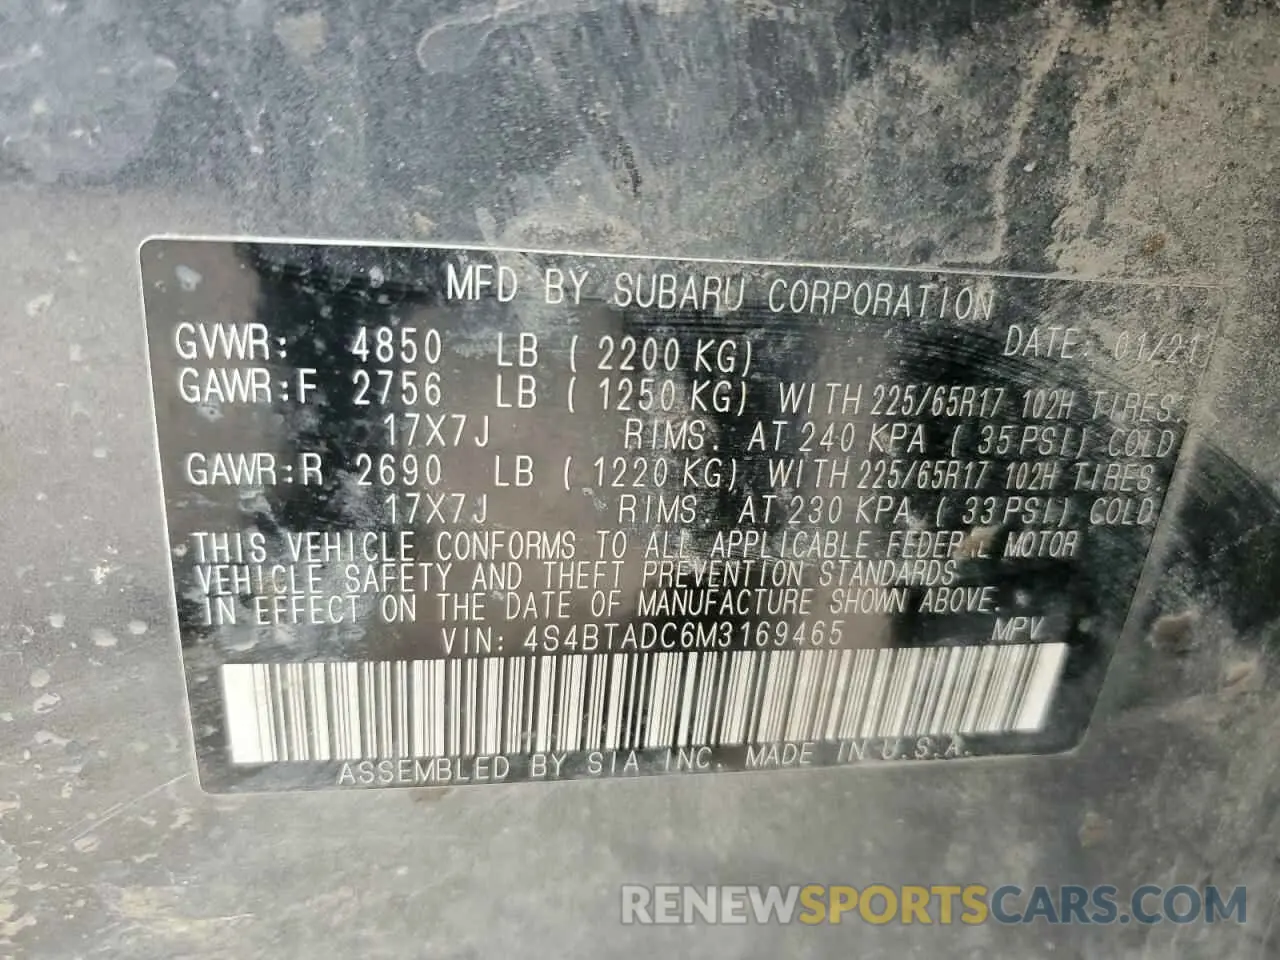 MFD BY SUBARU CORPORATION
GVWR: 4850 LB ( 2200 KG) DATE: 01/21
GAWR:F 2756 LB ( 1250 KG) WITH 225/65R17 102H TIRES.
17X7J RIMS. AT 240 KPA ( 35 PSI) COLD
GAWR:R 2690 LB ( 1220 KG) WITH 225/65R17 102H TIRES.
17X7J RIMS. AT 230 KPA ( 33 PSI) COLD
THIS VEHICLE CONFORMS TO ALL APPLICABLE FEDERAL MOTOR
VEHICLE SAFETY AND THEFT PREVENTION STANDARDS
IN EFFECT ON THE DATE OF MANUFACTURE SHOWN ABOVE.
VIN: 4S4BTADC6M3169465 MPV
ASSEMBLED BY SIA INC. MADE IN U.S.A.
RENEWSPORTSCARS.COM